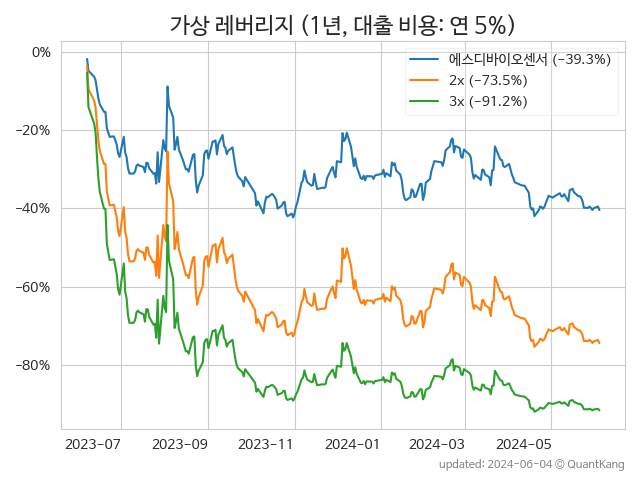 가상 레버리지 (1년, 대출 비용: 연 5%)
에스디바이오센서 (−39.3%)
2x (−73.5%)
3x (−91.2%)
0%
−20%
−40%
−60%
−80%
2023-07
2023-09
2023-11
2024-01
2024-03
2024-05
updated: 2024-06-04 © QuantKang